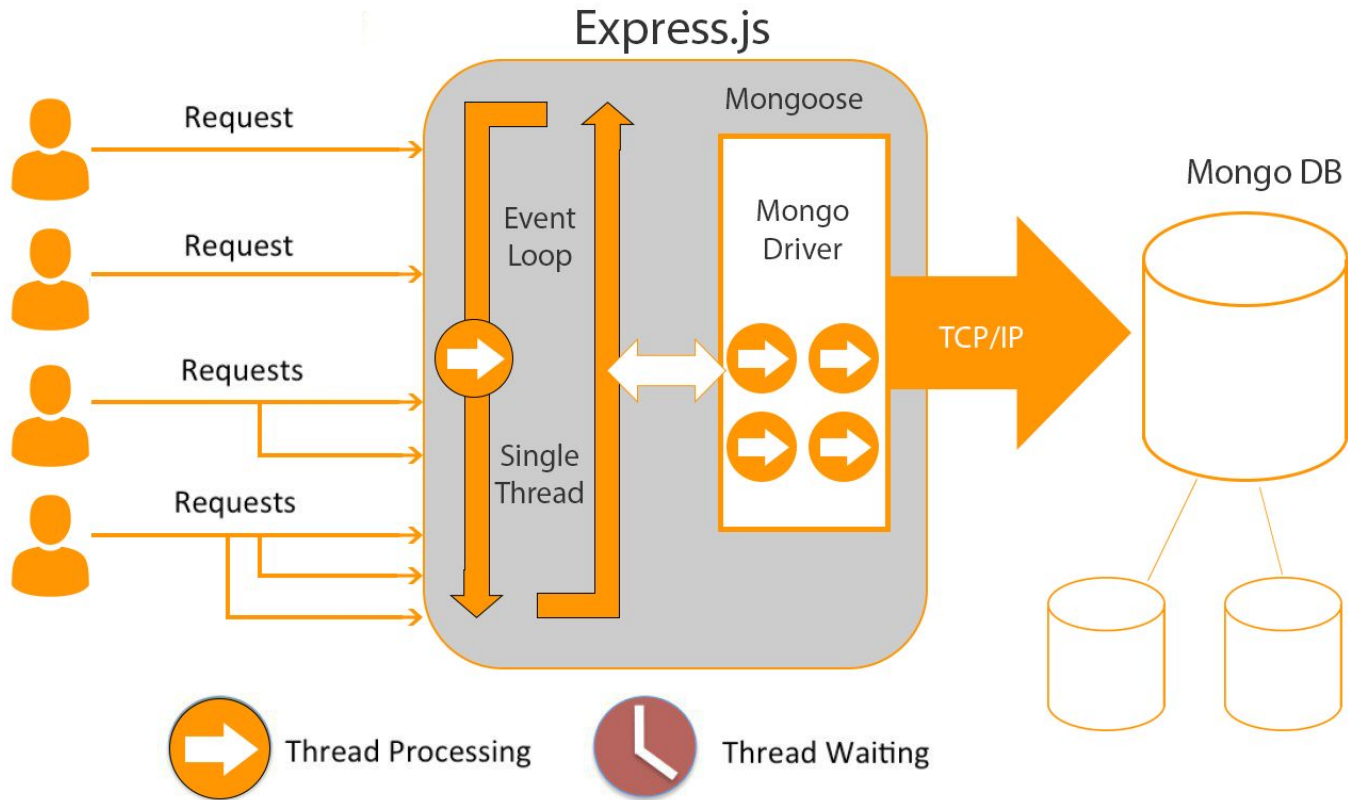 Express.js
Request
Mongoose
Mongo DB
Request
Event
Loop
Mongo
Driver
TCP/IP
Requests
Single
Thread
Requests
Thread Processing
Thread Waiting